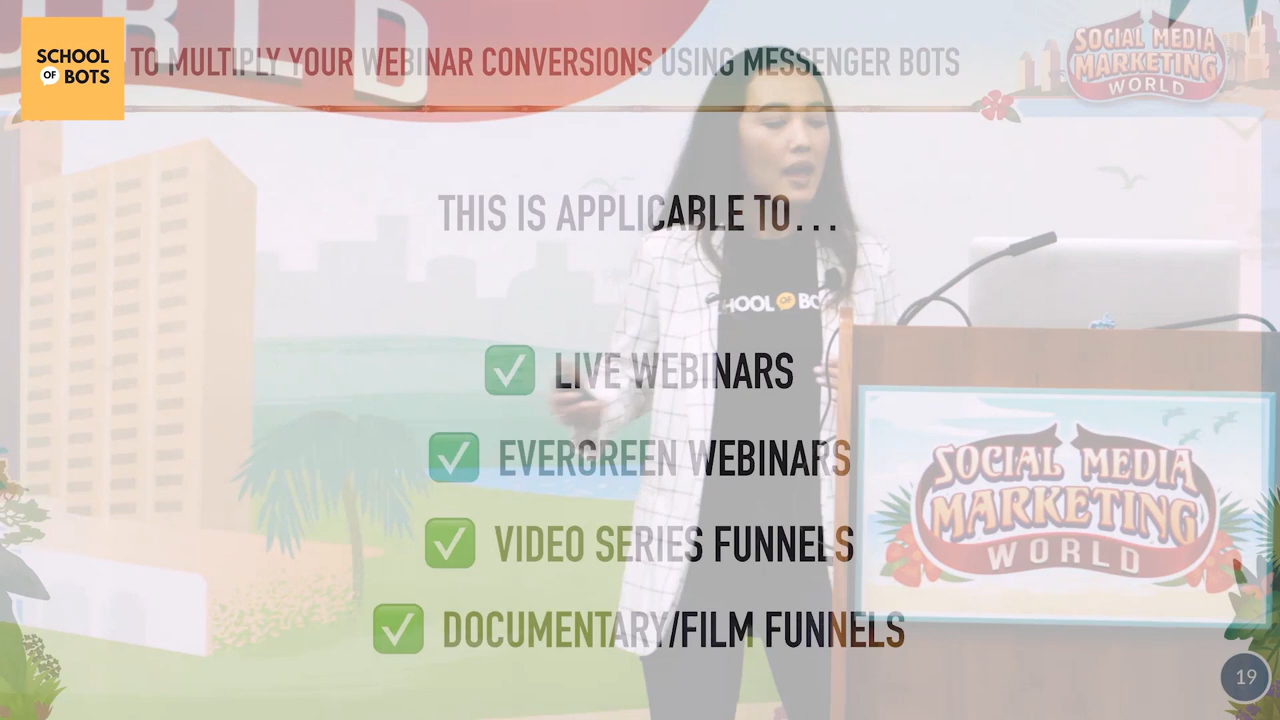 SCHOOL
OF BOTS
TO MULTIPLY YOUR WEBINAR CONVERSIONS USING MESSENGER BOTS
SOCIAL MEDIA
MARKETING
WORLD
THIS IS APPLICABLE TO...
✅ LIVE WEBINARS
✅ EVERGREEN WEBINARS
✅ VIDEO SERIES FUNNELS
✅ DOCUMENTARY/FILM FUNNELS
SOCIAL MEDIA
MARKETING
WORLD
19